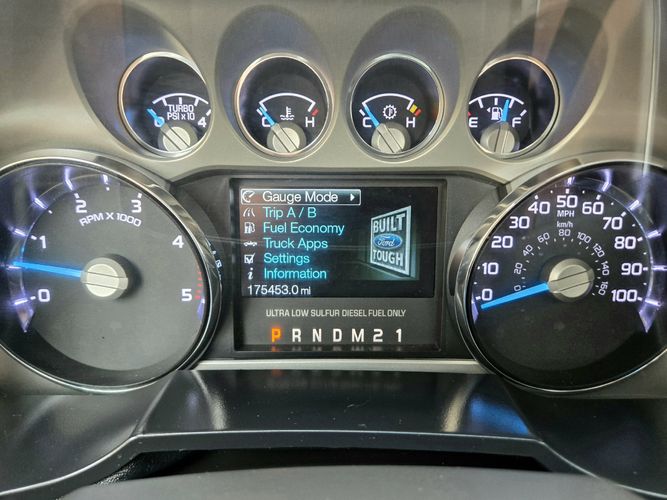 0 TURBO 4
PSI X 10
C H
C H
E F
Gauge Mode
Trip A / B
Fuel Economy
Truck Apps
Settings
Information
175453.0 mi
BUILT
Ford
TOUGH
0 1 2 3 4 5
RPM X 1000
0 10 20 30 40 50 60 70 80 90 100
MPH
0 20 40 60 80 100 120 140 160
ULTRA LOW SULFUR DIESEL FUEL ONLY
P R N D M 2 1